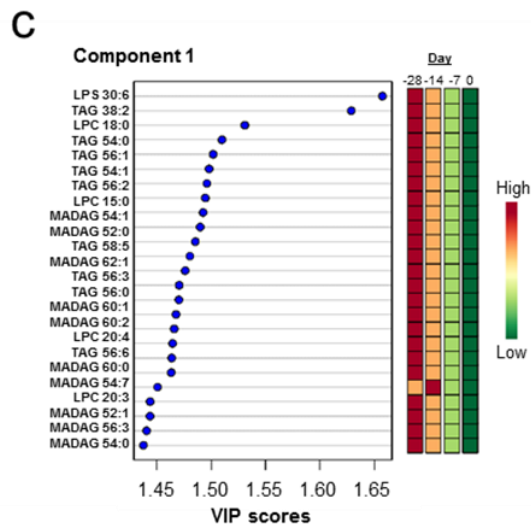 C
Component 1
Day
-28 -14 -7 0
LPS 30:6
TAG 38:2
LPC 18:0
TAG 54:0
TAG 56:1
TAG 54:1
TAG 56:2
LPC 15:0
MADAG 54:1
MADAG 52:0
TAG 58:5
MADAG 62:1
TAG 56:3
TAG 56:0
MADAG 60:1
MADAG 60:2
LPC 20:4
TAG 56:6
MADAG 60:0
MADAG 54:7
LPC 20:3
MADAG 52:1
MADAG 56:3
MADAG 54:0
High
Low
1.45 1.50 1.55 1.60 1.65
VIP scores